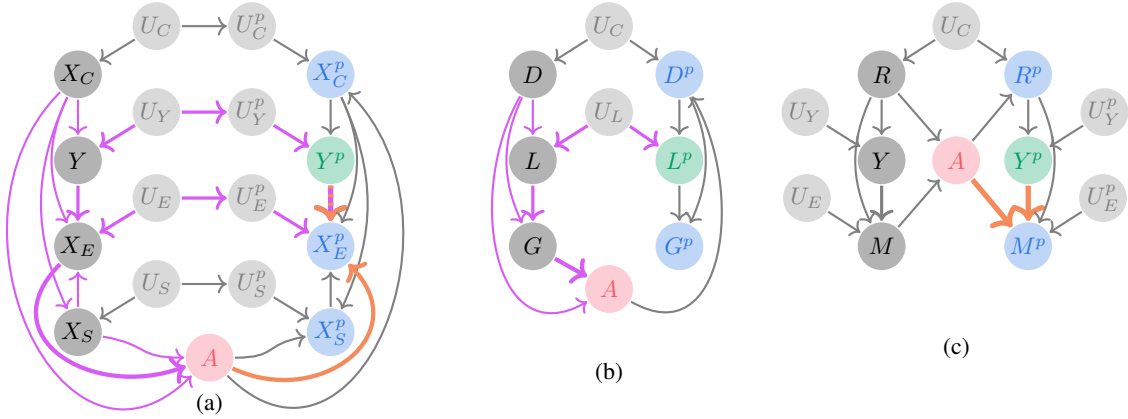 U_C U_C^p
X_C X_C^p
U_Y U_Y^p
Y Y^p
U_E U_E^p
X_E X_E^p
U_S U_S^p
X_S X_S^p
A
(a)
U_C
D D^p
U_L
L L^p
G G^p
A
(b)
U_C
R R^p
U_Y U_Y^p
Y A Y^p
U_E U_E^p
M M^p
(c)